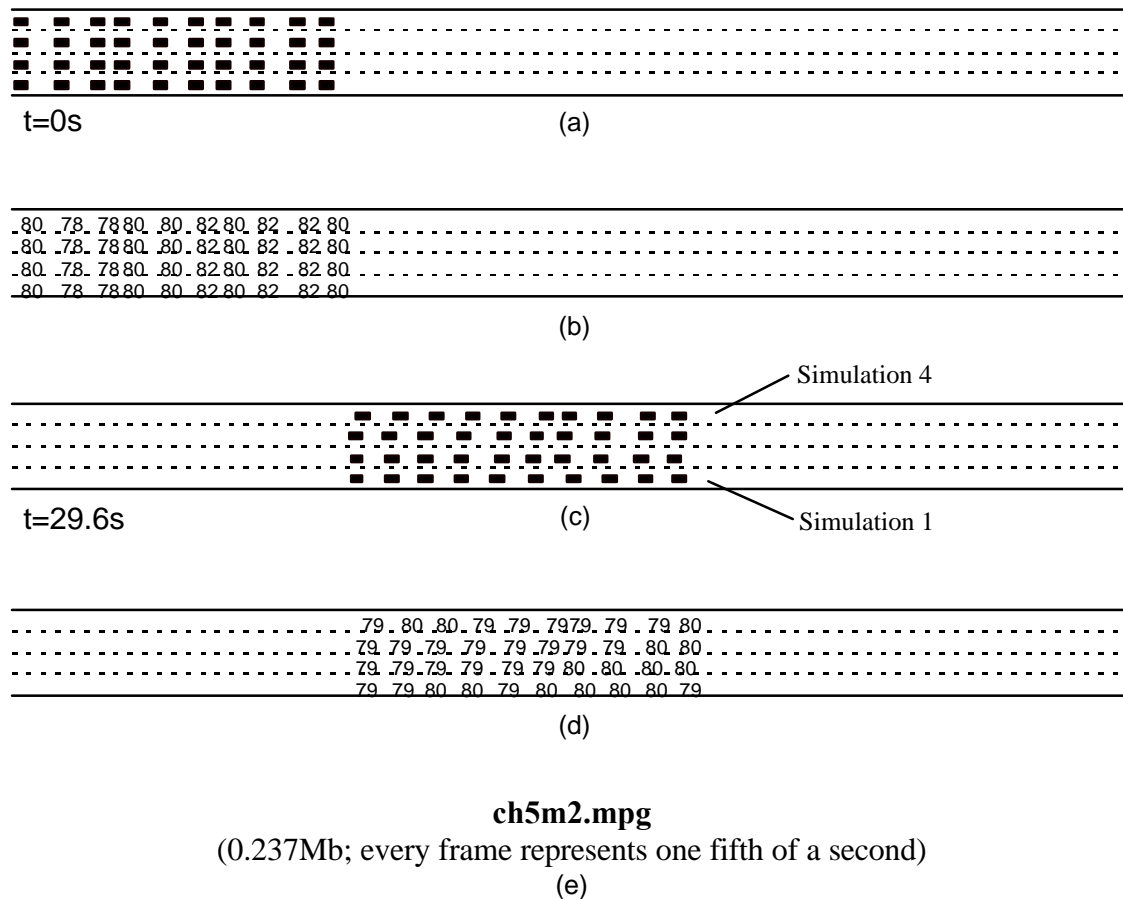 t=0s
(a)
80 78 78 80 80 82 80 82 82 80
80 78 78 80 80 82 80 82 82 80
80 78 78 80 80 82 80 82 82 80
80 78 78 80 80 82 80 82 82 80
(b)
Simulation 4
t=29.6s
(c)
Simulation 1
79 80 80 79 79 79 79 79 79 80
79 79 79 79 79 79 79 79 80 80
79 79 79 79 79 79 80 80 80 80
79 79 80 80 79 80 80 80 80 79
(d)
ch5m2.mpg
(0.237Mb; every frame represents one fifth of a second)
(e)